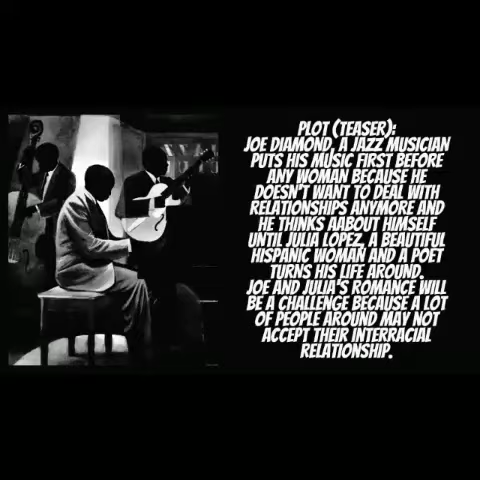 PLOT (TEASER):
JOE DIAMOND, A JAZZ MUSICIAN
PUTS HIS MUSIC FIRST BEFORE
ANY WOMAN BECAUSE HE
DOESN'T WANT TO DEAL WITH
RELATIONSHIPS ANYMORE AND
HE THINKS AABOUT HIMSELF
UNTIL JULIA LOPEZ, A BEAUTIFUL
HISPANIC WOMAN AND A POET
TURNS HIS LIFE AROUND.
JOE AND JULIA'S ROMANCE WILL
BE A CHALLENGE BECAUSE A LOT
OF PEOPLE AROUND MAY NOT
ACCEPT THEIR INTERRACIAL
RELATIONSHIP.